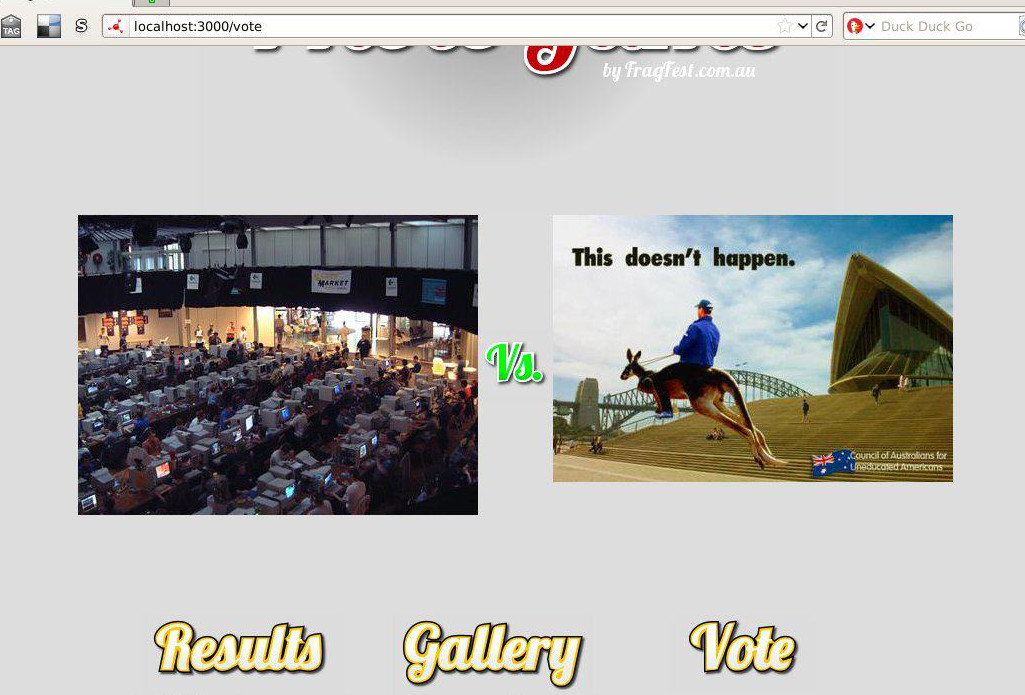 TAG
S
localhost:3000/vote
Duck Duck Go
by FragFest.com.au
MARKET
This doesn't happen.
Vs.
Council of Australians for
Uneducated Americans
Results
Gallery
Vote